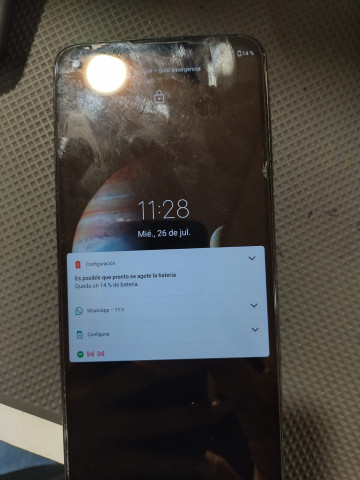 14 %
emergencia
11:28
Mié., 26 de jul.
Configuración
Es posible que pronto se agote la batería
Queda un 14 % de batería.
WhatsApp • 11 h
Configurar